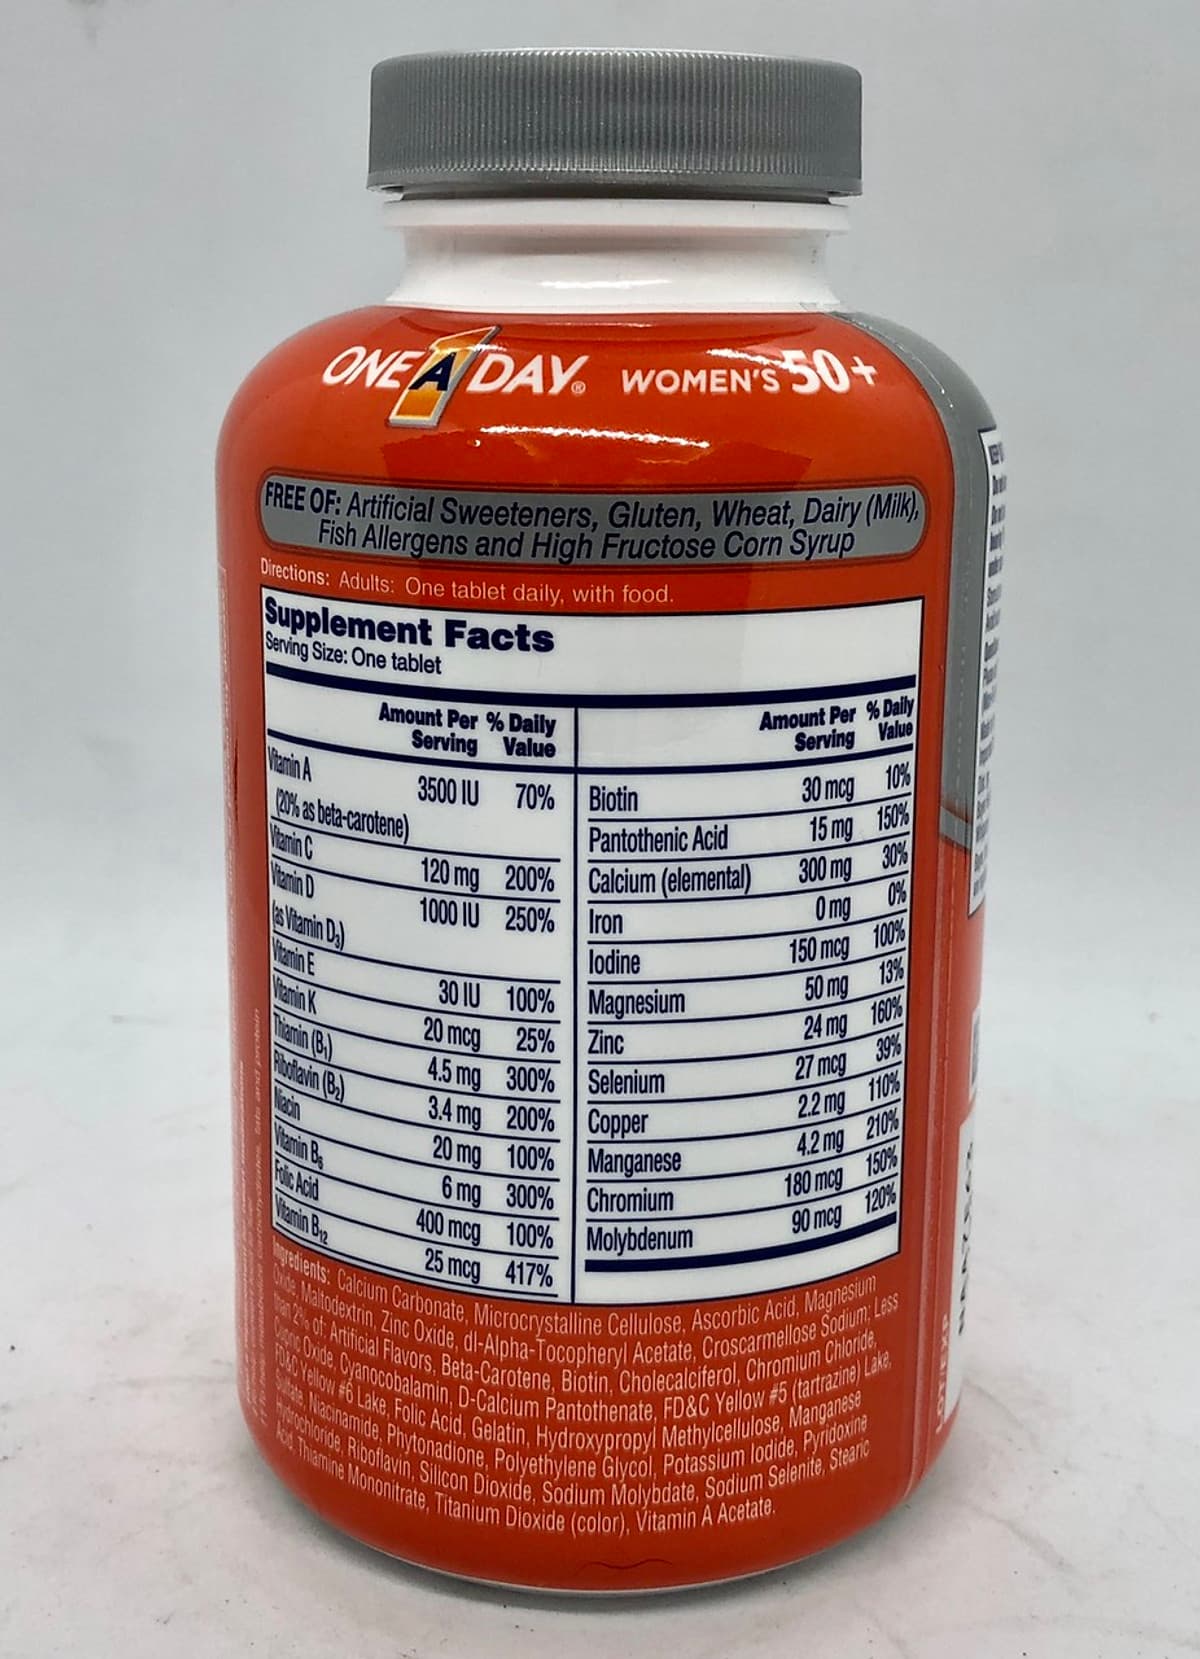 ONE A DAY® WOMEN'S 50+
FREE OF: Artificial Sweeteners, Gluten, Wheat, Dairy (Milk),
Fish Allergens and High Fructose Corn Syrup
Directions: Adults: One tablet daily, with food.
Supplement Facts
Serving Size: One tablet
Amount Per % Daily
Serving Value
Vitamin A 3500 IU 70%
(20% as beta-carotene)
Vitamin C 120 mg 200%
Vitamin D 1000 IU 250%
(as Vitamin D3)
Vitamin E 30 IU 100%
Vitamin K 20 mcg 25%
Thiamin (B1) 4.5 mg 300%
Riboflavin (B2) 3.4 mg 200%
Niacin 20 mg 100%
Vitamin B6 6 mg 300%
Folic Acid 400 mcg 100%
Vitamin B12 25 mcg 417%
Amount Per % Daily
Serving Value
Biotin 30 mcg 10%
Pantothenic Acid 15 mg 150%
Calcium (elemental) 300 mg 30%
Iron 0 mg 0%
Iodine 150 mcg 100%
Magnesium 50 mg 13%
Zinc 24 mg 160%
Selenium 27 mcg 39%
Copper 2.2 mg 110%
Manganese 4.2 mg 210%
Chromium 180 mcg 150%
Molybdenum 90 mcg 120%
Ingredients: Calcium Carbonate, Microcrystalline Cellulose, Ascorbic Acid, Magnesium
Oxide, Maltodextrin, Zinc Oxide, dl-Alpha-Tocopheryl Acetate, Croscarmellose Sodium; Less
than 2% of: Artificial Flavors, Beta-Carotene, Biotin, Cholecalciferol, Chromium Chloride,
Cupric Oxide, Cyanocobalamin, D-Calcium Pantothenate, FD&C Yellow #5 (tartrazine) Lake,
FD&C Yellow #6 Lake, Folic Acid, Gelatin, Hydroxypropyl Methylcellulose, Manganese
Sulfate, Niacinamide, Phytonadione, Polyethylene Glycol, Potassium Iodide, Pyridoxine
Hydrochloride, Riboflavin, Silicon Dioxide, Sodium Molybdate, Sodium Selenite, Stearic
Acid, Thiamine Mononitrate, Titanium Dioxide (color), Vitamin A Acetate.
carbohydrates, fats and protein